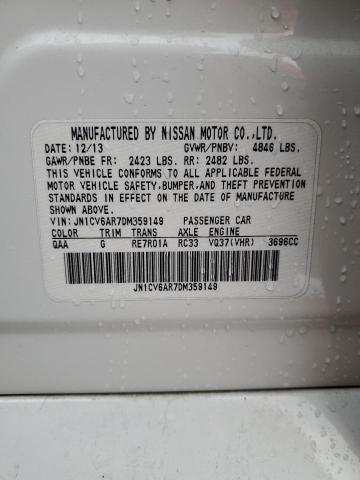 MANUFACTURED BY NISSAN MOTOR CO.,LTD.
DATE: 12/13 GVWR/PNBV: 4846 LBS.
GAWR/PNBE FR: 2423 LBS. RR: 2482 LBS.
THIS VEHICLE CONFORMS TO ALL APPLICABLE FEDERAL
MOTOR VEHICLE SAFETY,BUMPER,AND THEFT PREVENTION
STANDARDS IN EFFECT ON THE DATE OF MANUFACTURE
SHOWN ABOVE.
VIN: JN1CV6AR7DM359149 PASSENGER CAR
COLOR TRIM TRANS AXLE ENGINE
QAA G RE7R01A RC33 VQ37(VHR) 3696CC
JN1CV6AR7DM359149